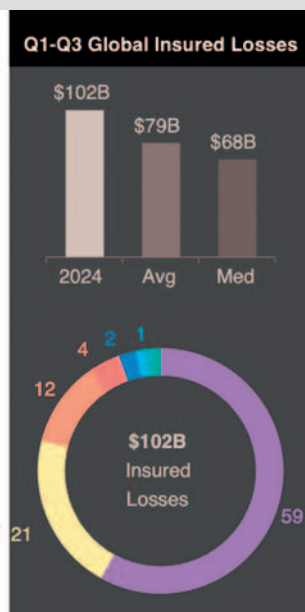 Q1-Q3 Global Insured Losses
$102B
$79B
$68B
2024 Avg Med
4 2 1
12
$102B
Insured
Losses
59
21